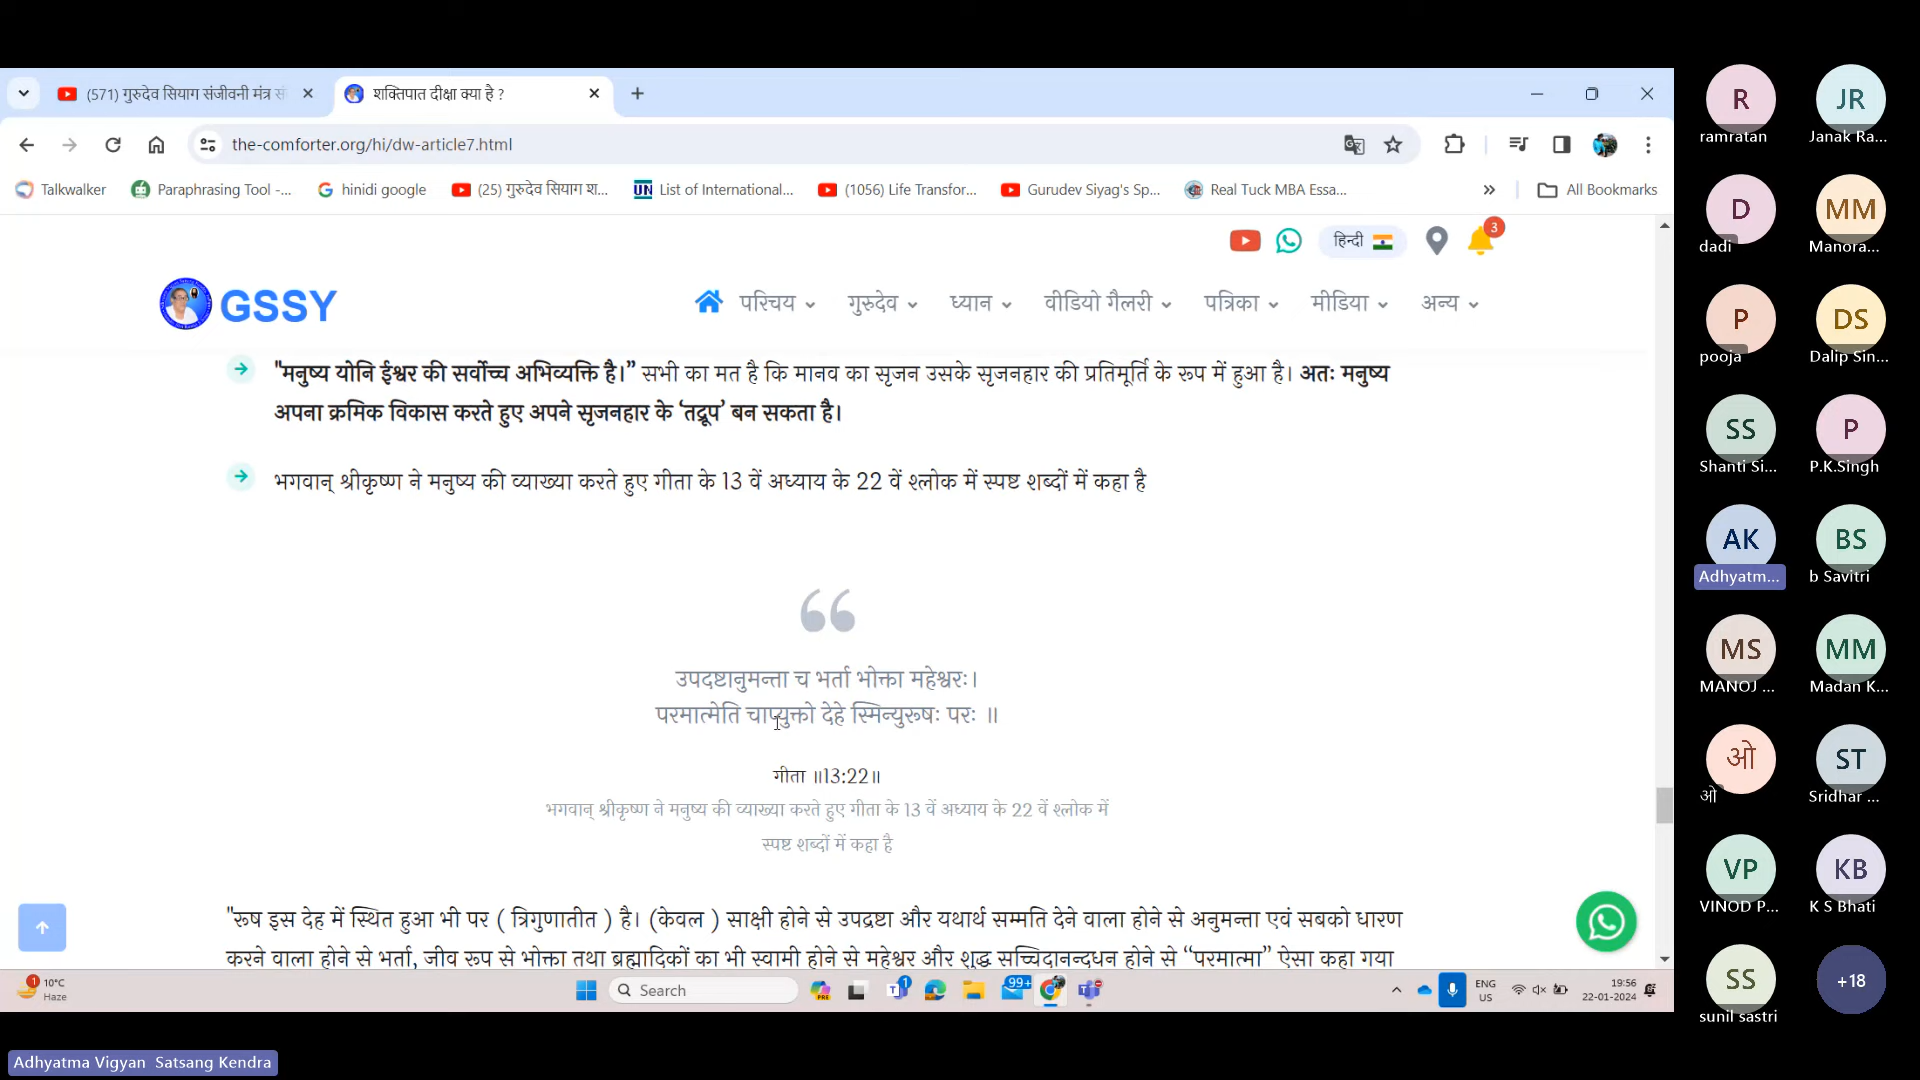 (571) गुरुदेव सियाग संजीवनी मंत्र सं
शक्तिपात दीक्षा क्या है ?
the-comforter.org/hi/dw-article7.html
Talkwalker
Paraphrasing Tool -...
hinidi google
(25) गुरुदेव सियाग श...
UN List of International...
(1056) Life Transfor...
Gurudev Siyag's Sp...
Real Tuck MBA Essa...
All Bookmarks
हिन्दी
3
GSSY
परिचय
गुरुदेव
ध्यान
वीडियो गैलरी
पत्रिका
मीडिया
अन्य
"मनुष्य योनि ईश्वर की सर्वोच्च अभिव्यक्ति है।” सभी का मत है कि मानव का सृजन उसके सृजनहार की प्रतिमूर्ति के रूप में हुआ है। अतः मनुष्य
अपना क्रमिक विकास करते हुए अपने सृजनहार के ‘तद्रूप’ बन सकता है।
भगवान् श्रीकृष्ण ने मनुष्य की व्याख्या करते हुए गीता के 13 वें अध्याय के 22 वें श्लोक में स्पष्ट शब्दों में कहा है
उपदष्टानुमन्ता च भर्ता भोक्ता महेश्वरः।
परमात्मेति चाप्युक्तो देहे स्मिन्युरूषः परः ॥
गीता ॥13:22॥
भगवान् श्रीकृष्ण ने मनुष्य की व्याख्या करते हुए गीता के 13 वें अध्याय के 22 वें श्लोक में
स्पष्ट शब्दों में कहा है
"रूष इस देह में स्थित हुआ भी पर ( त्रिगुणातीत ) है। (केवल ) साक्षी होने से उपद्रष्टा और यथार्थ सम्मति देने वाला होने से अनुमन्ता एवं सबको धारण
करने वाला होने से भर्ता, जीव रूप से भोक्ता तथा ब्रह्मादिकों का भी स्वामी होने से महेश्वर और शुद्ध सच्चिदानन्दधन होने से “परमात्मा” ऐसा कहा गया
1
10°C
Haze
Search
PRE
1
99+
ENG
US
19:56
22-01-2024
Adhyatma Vigyan Satsang Kendra
R
ramratan
JR
Janak Ra...
D
dadi
MM
Manora...
P
pooja
DS
Dalip Sin...
SS
Shanti Si...
P
P.K.Singh
AK
Adhyatm...
BS
b Savitri
MS
MANOJ ...
MM
Madan K...
ओ
ओ
ST
Sridhar ...
VP
VINOD P...
KB
K S Bhati
SS
sunil sastri
+18